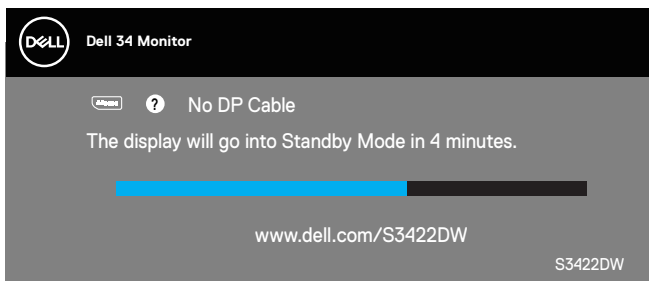 DELL
Dell 34 Monitor
? No DP Cable
The display will go into Standby Mode in 4 minutes.
www.dell.com/S3422DW
S3422DW